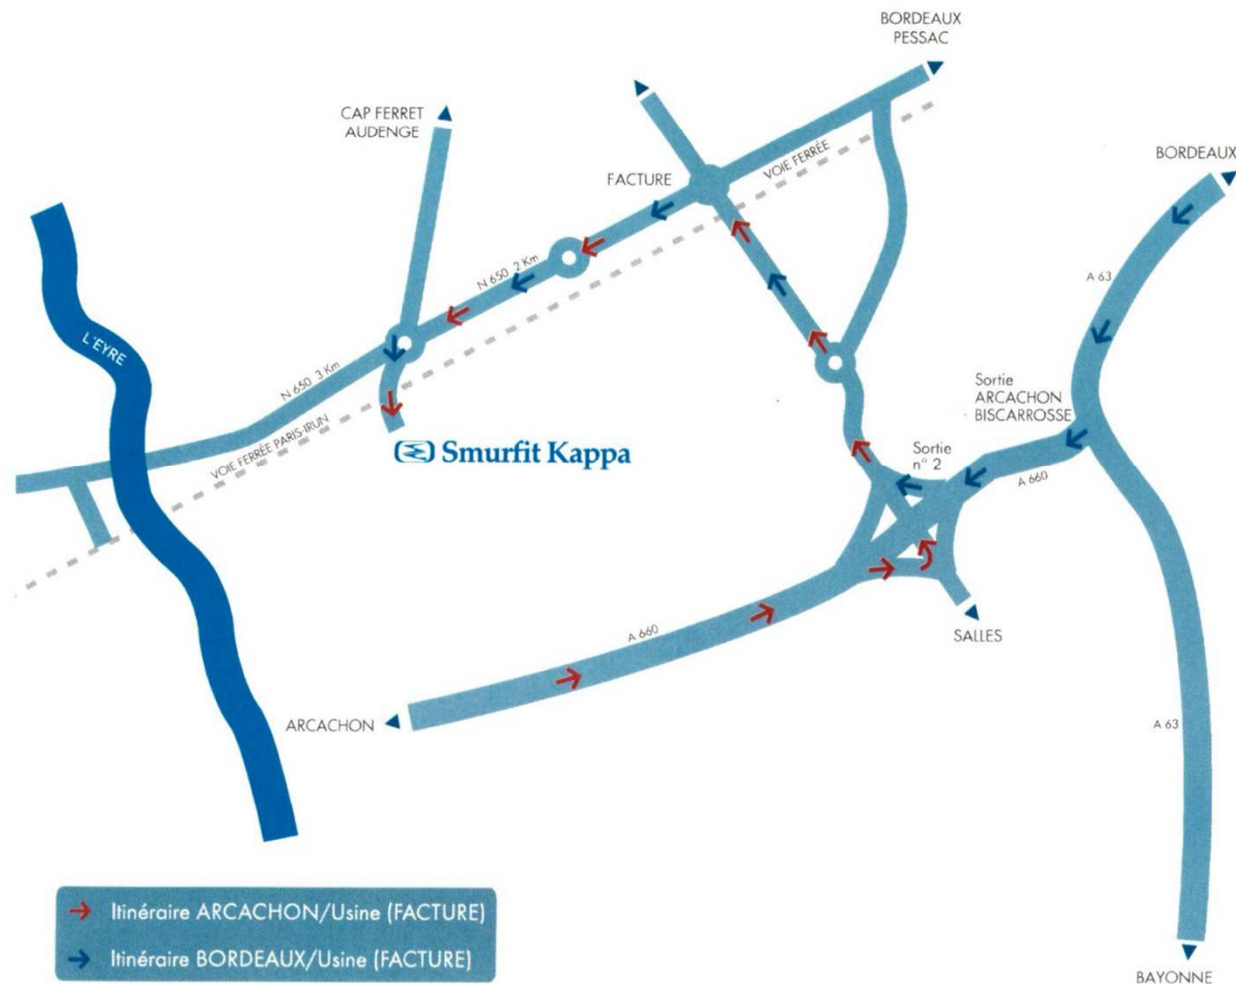 BORDEAUX
PESSAC
CAP FERRET
AUDENGE
VOIE FERRÉE
BORDEAUX
FACTURE
N 650 2 Km
A 63
L'EYRE
N 650 3 Km
Sortie
ARCACHON
BISCARROSSE
VOIE FERRÉE PARIS-IRUN
Smurfit Kappa
Sortie
n° 2
A 660
A 660
SALLES
ARCACHON
A 63
Itinéraire ARCACHON/Usine (FACTURE)
Itinéraire BORDEAUX/Usine (FACTURE)
BAYONNE